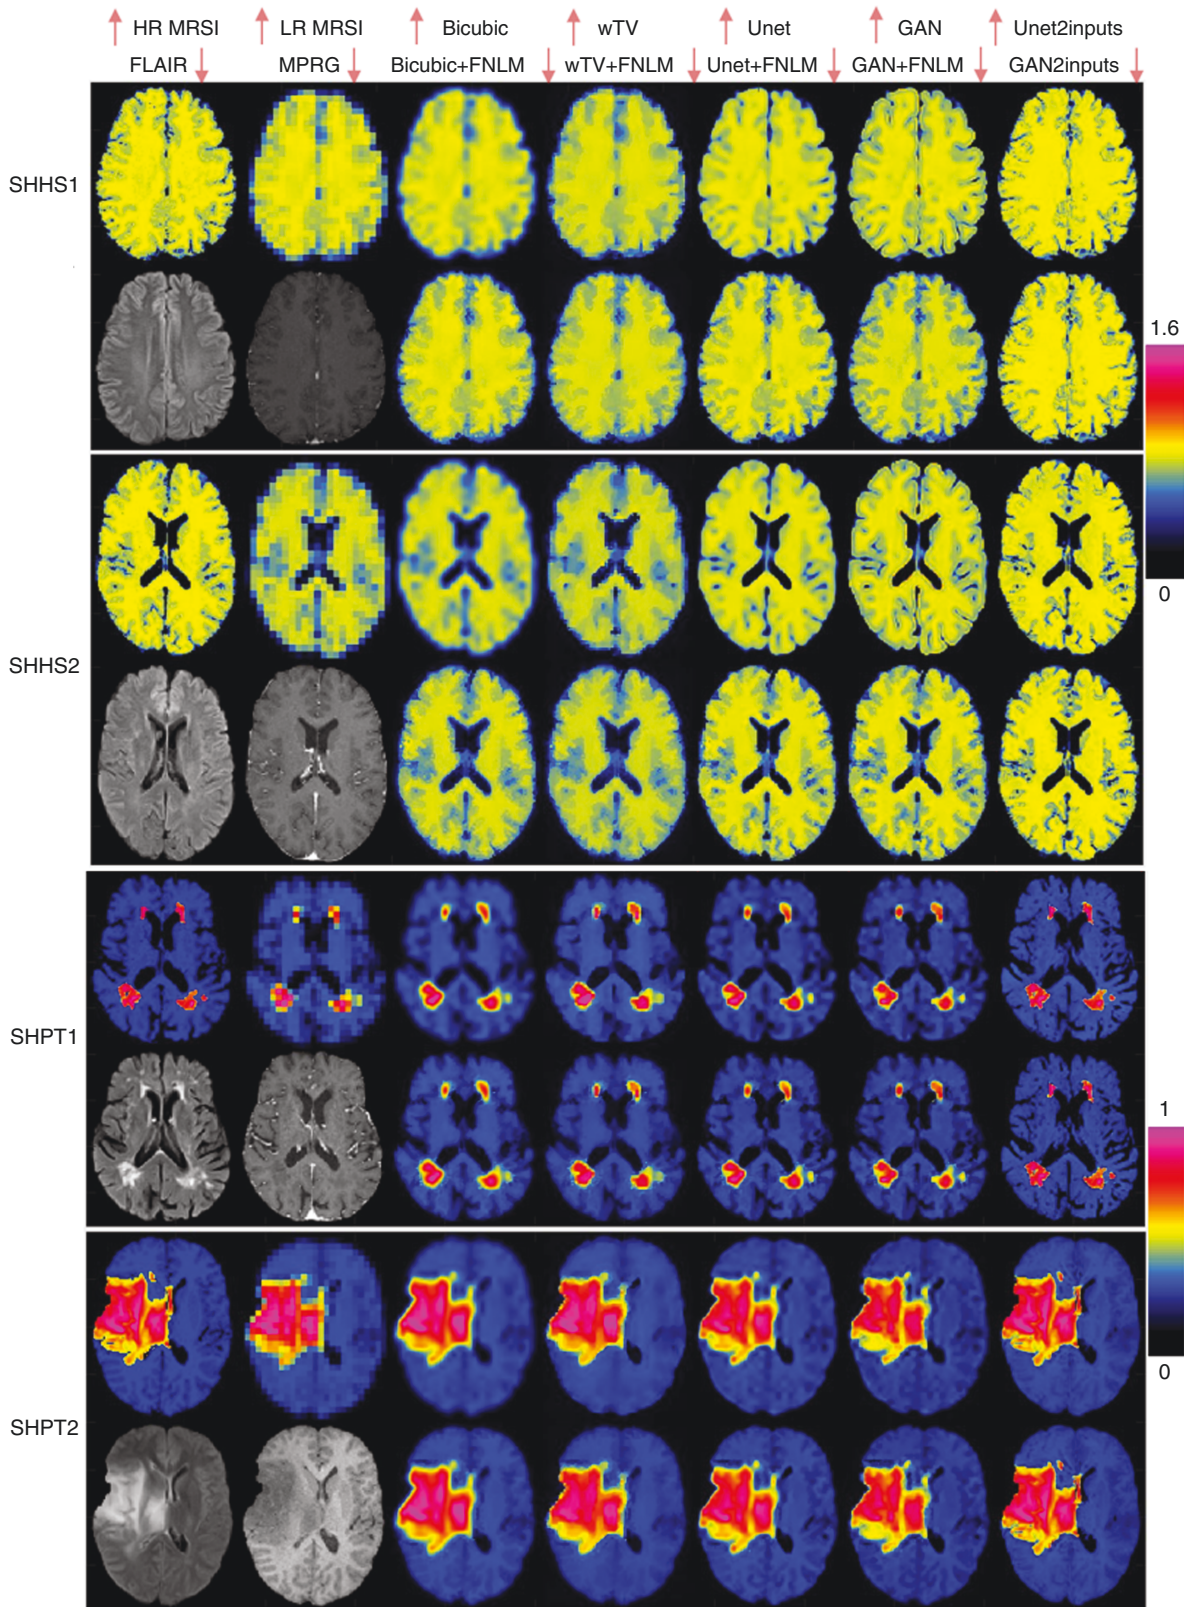 HR MRSI LR MRSI Bicubic wTV Unet GAN Unet2inputs
FLAIR MPRG Bicubic+FNLM wTV+FNLM Unet+FNLM GAN+FNLM GAN2inputs
SHHS1
1.6
0
SHHS2
SHPT1
1
0
SHPT2